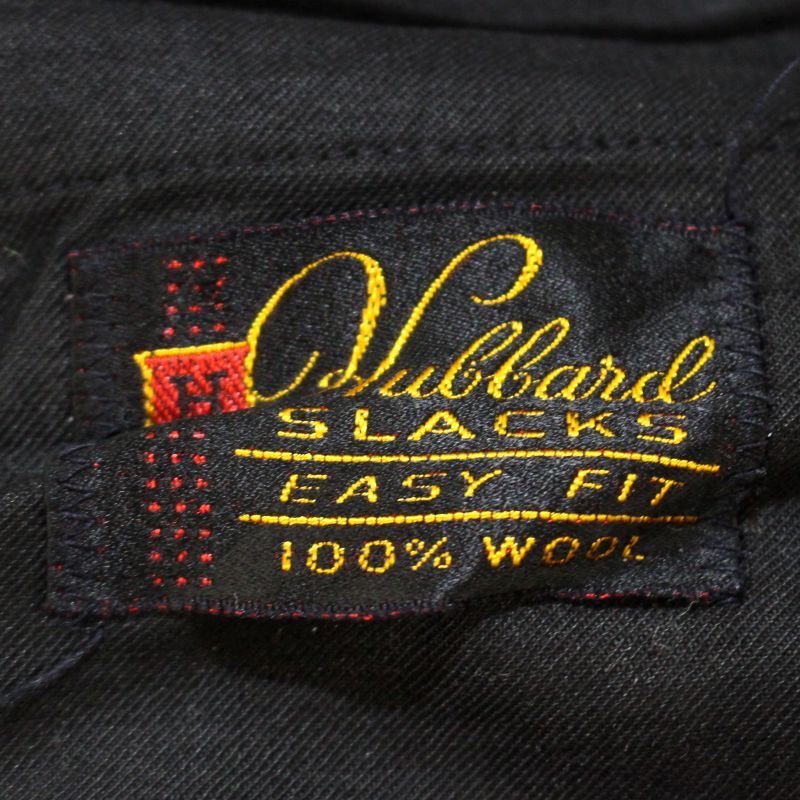 Hubbard
H
SLACKS
EASY FIT
100% WOOL